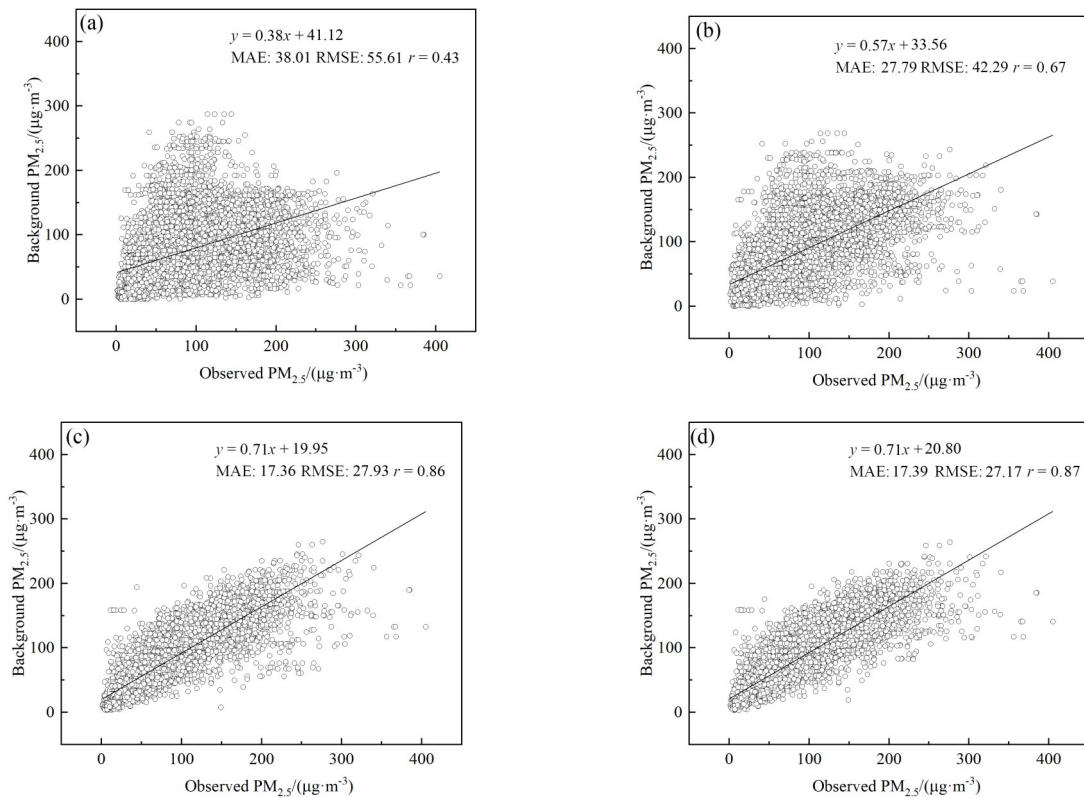 (a)
y = 0.38x + 41.12
MAE: 38.01 RMSE: 55.61 r = 0.43
400
300
200
100
0
Background PM2.5/(μg·m-3)
0 100 200 300 400
Observed PM2.5/(μg·m-3)
(b)
y = 0.57x + 33.56
MAE: 27.79 RMSE: 42.29 r = 0.67
400
300
200
100
0
Background PM2.5/(μg·m-3)
0 100 200 300 400
Observed PM2.5/(μg·m-3)
(c)
y = 0.71x + 19.95
MAE: 17.36 RMSE: 27.93 r = 0.86
400
300
200
100
0
Background PM2.5/(μg·m-3)
0 100 200 300 400
Observed PM2.5/(μg·m-3)
(d)
y = 0.71x + 20.80
MAE: 17.39 RMSE: 27.17 r = 0.87
400
300
200
100
0
Background PM2.5/(μg·m-3)
0 100 200 300 400
Observed PM2.5/(μg·m-3)